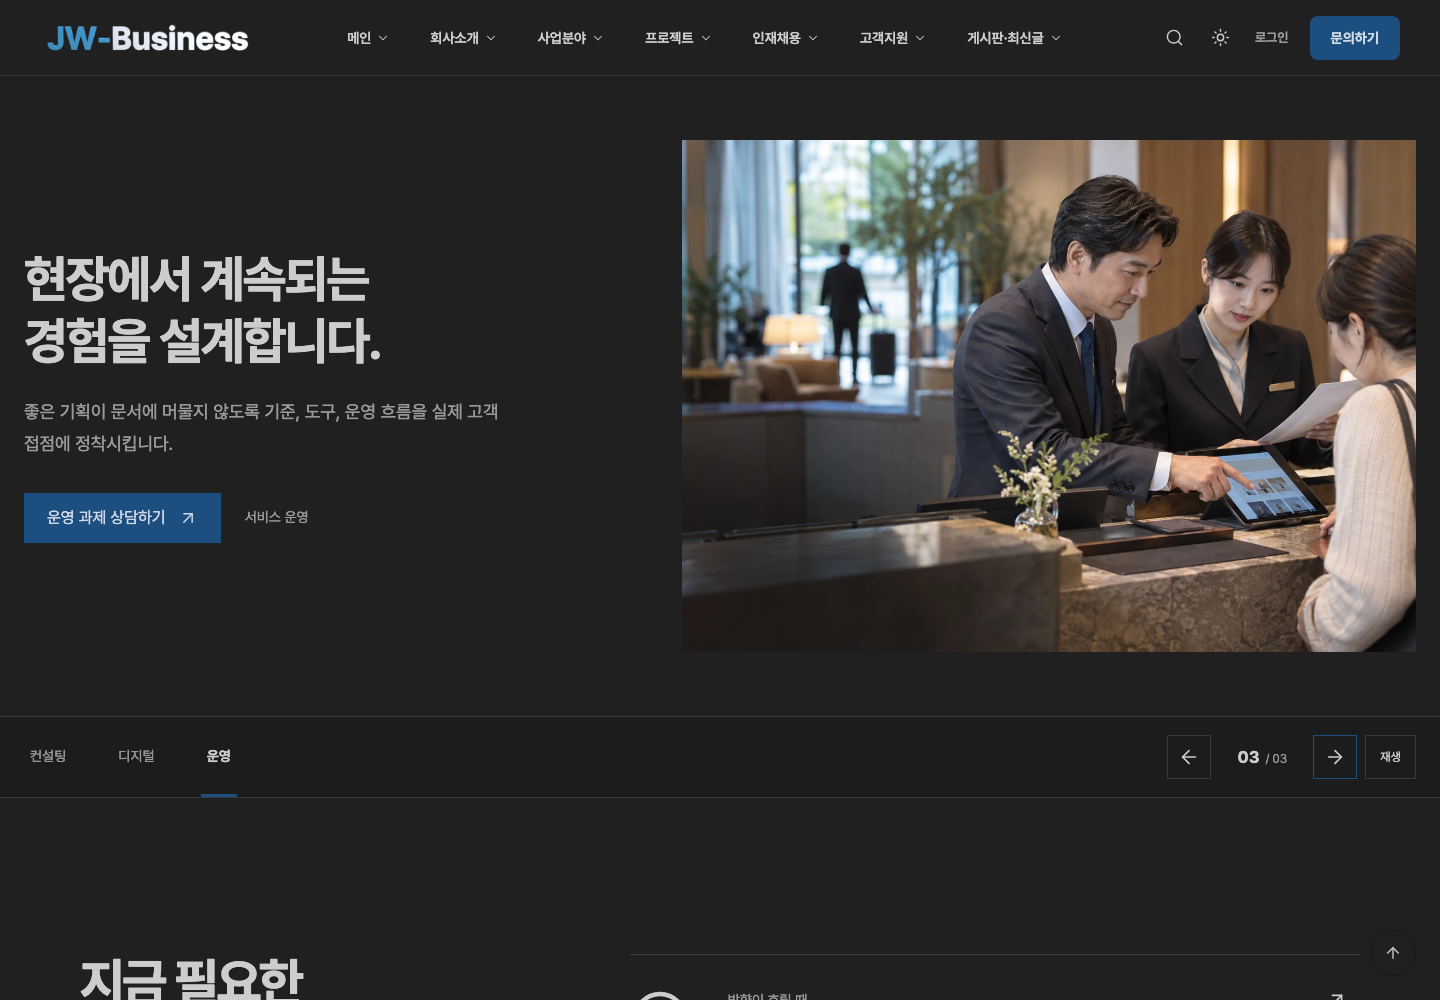 JW-Business
메인
회사소개
사업분야
프로젝트
인재채용
고객지원
게시판·최신글
로그인
문의하기
현장에서 계속되는
경험을 설계합니다.
좋은 기획이 문서에 머물지 않도록 기준, 도구, 운영 흐름을 실제 고객
접점에 정착시킵니다.
운영 과제 상담하기
서비스 운영
컨설팅
디지털
운영
03 / 03
재생
지금 필요한
방향이 흐릴 때